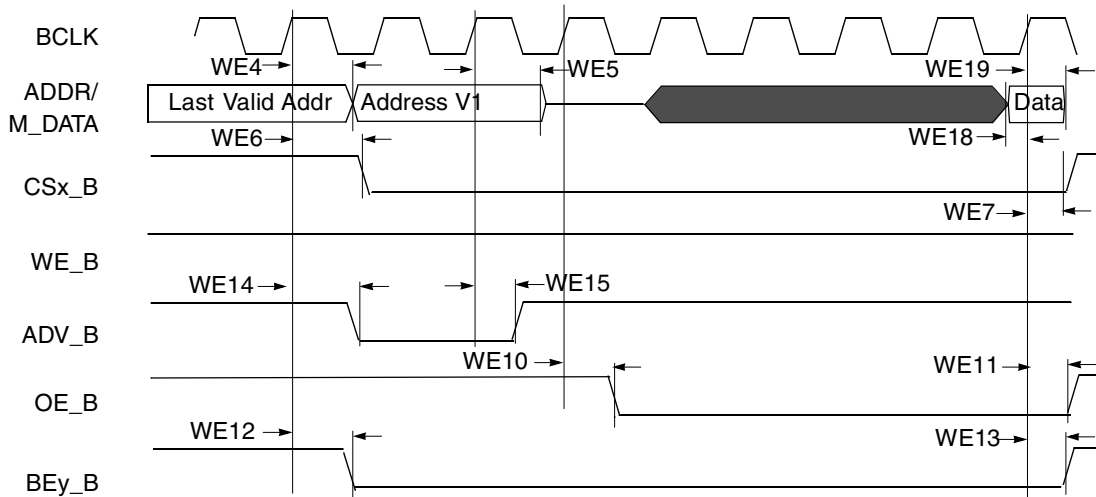 BCLK
WE4
WE5
WE19
ADDR/
M_DATA
Last Valid Addr
Address V1
Data
WE6
WE18
CSx_B
WE7
WE_B
WE14
WE15
ADV_B
WE10
WE11
OE_B
WE12
WE13
BEy_B